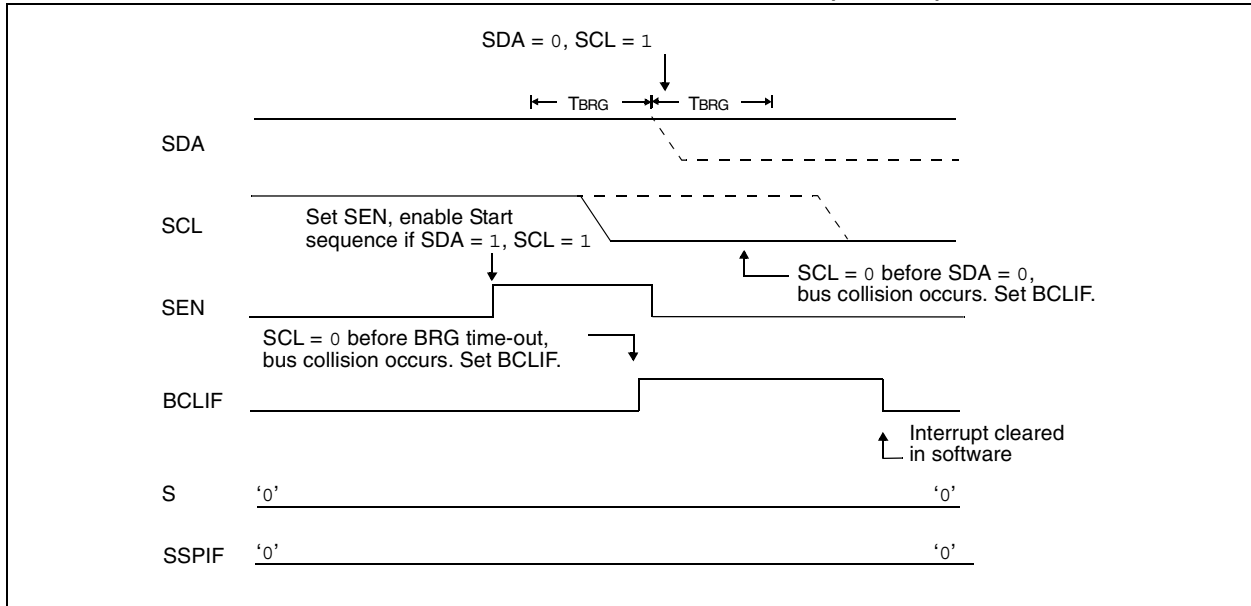 SDA = 0, SCL = 1
TBRG TBRG
SDA
SCL
Set SEN, enable Start
sequence if SDA = 1, SCL = 1
SCL = 0 before SDA = 0,
bus collision occurs. Set BCLIF.
SEN
SCL = 0 before BRG time-out,
bus collision occurs. Set BCLIF.
BCLIF
Interrupt cleared
in software
S ‘0’ ‘0’
SSPIF ‘0’ ‘0’